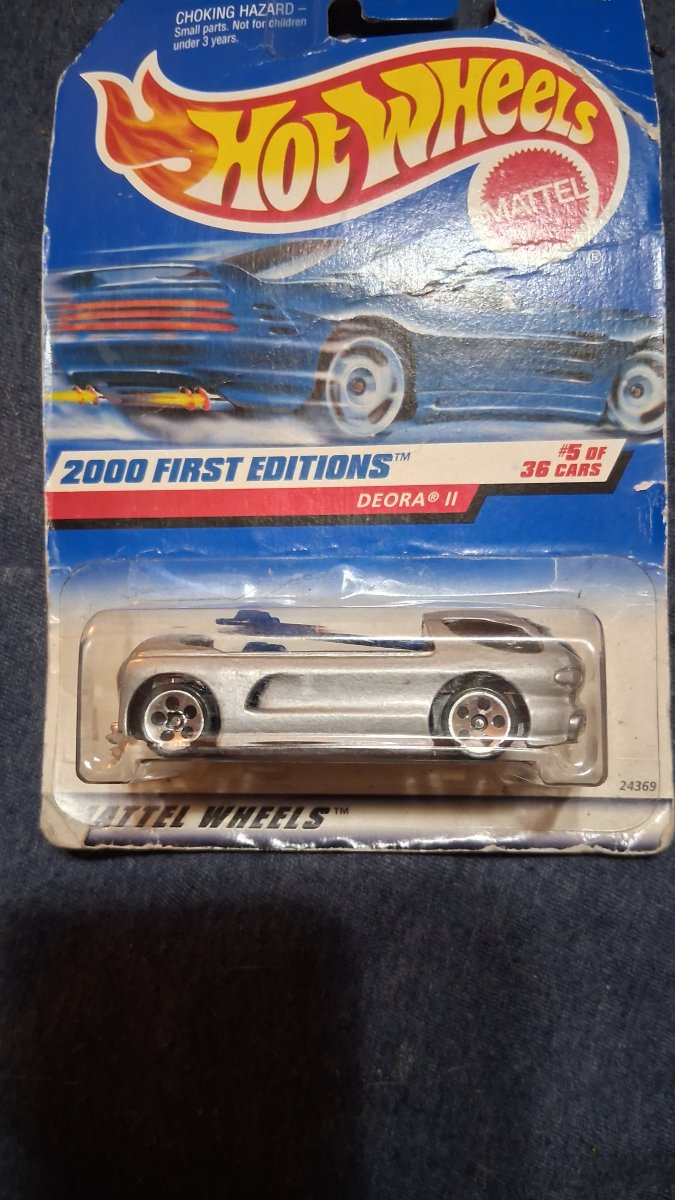 CHOKING HAZARD –
Small parts. Not for children
under 3 years.
HOT WHEELS
MATTEL
®
2000 FIRST EDITIONS™
#5 OF
36 CARS
DEORA® II
24369
MATTEL WHEELS™